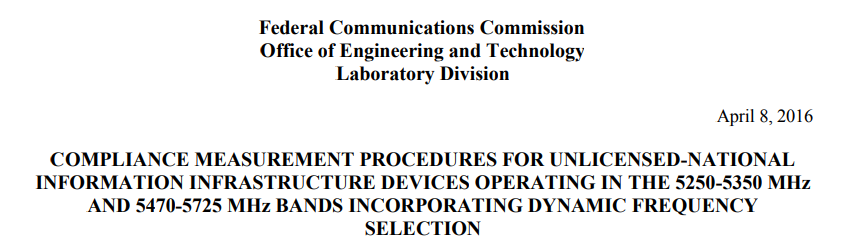 Federal Communications Commission
Office of Engineering and Technology
Laboratory Division
April 8, 2016
COMPLIANCE MEASUREMENT PROCEDURES FOR UNLICENSED-NATIONAL
INFORMATION INFRASTRUCTURE DEVICES OPERATING IN THE 5250-5350 MHz
AND 5470-5725 MHz BANDS INCORPORATING DYNAMIC FREQUENCY
SELECTION